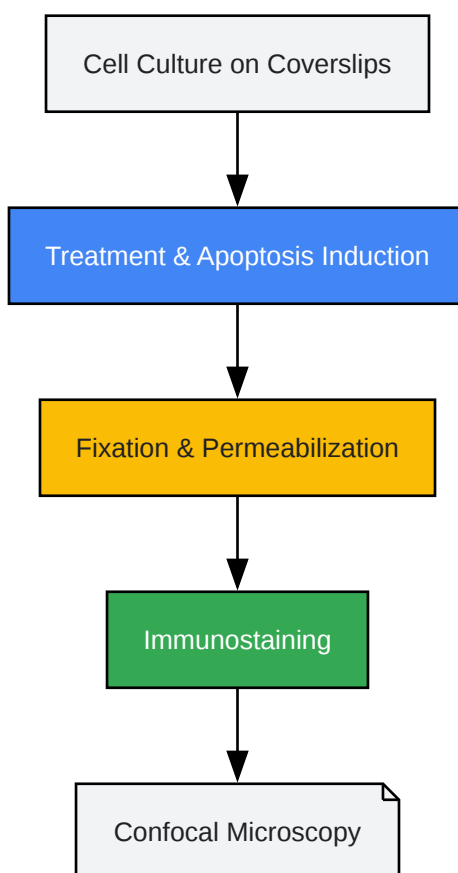 Cell Culture on Coverslips
Treatment & Apoptosis Induction
Fixation & Permeabilization
Immunostaining
Confocal Microscopy